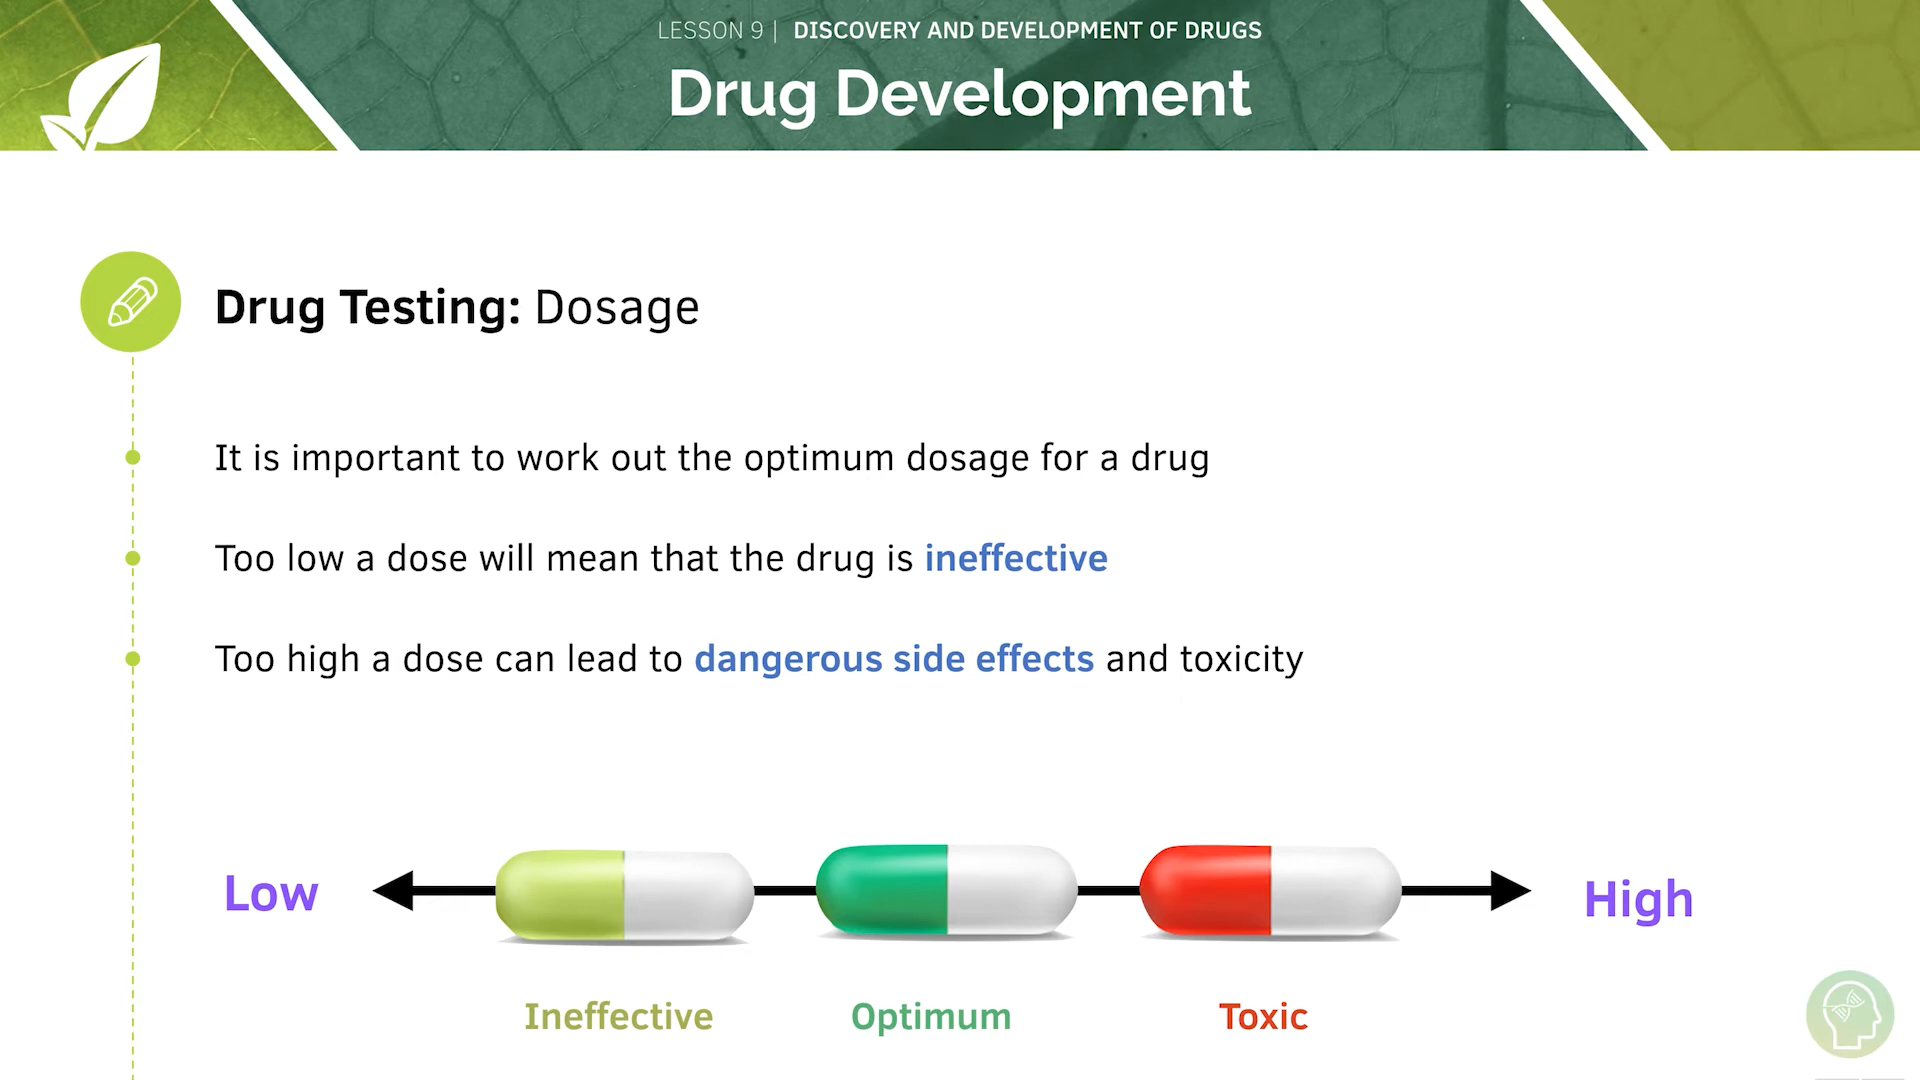 LESSON 9 | DISCOVERY AND DEVELOPMENT OF DRUGS
Drug Development
Drug Testing: Dosage
It is important to work out the optimum dosage for a drug
Too low a dose will mean that the drug is ineffective
Too high a dose can lead to dangerous side effects and toxicity
Low
High
Ineffective
Optimum
Toxic